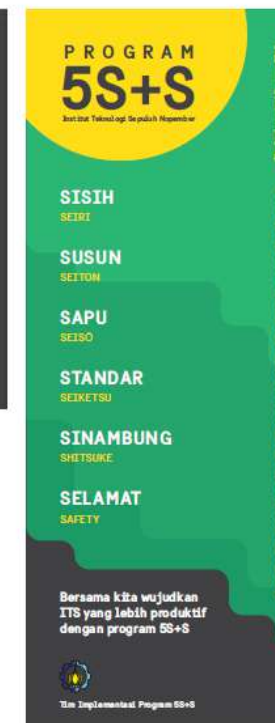 PROGRAM
5S+S
Institut Teknologi Sepuluh Nopember
SISIH
SEIRI
SUSUN
SEITON
SAPU
SEISŌ
STANDAR
SEIKETSU
SINAMBUNG
SHITSUKE
SELAMAT
SAFETY
Bersama kita wujudkan
ITS yang lebih produktif
dengan program 5S+S
Tim Implementasi Program 5S+S